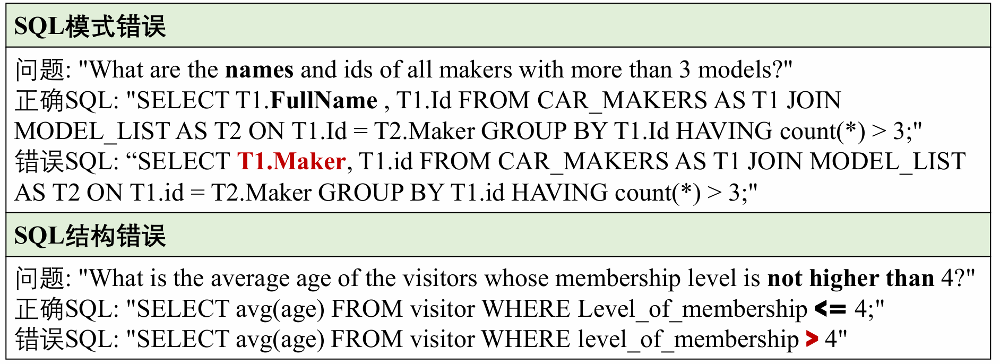 SQL模式错误
问题: "What are the names and ids of all makers with more than 3 models?"
正确SQL: "SELECT T1.FullName , T1.Id FROM CAR_MAKERS AS T1 JOIN
MODEL_LIST AS T2 ON T1.Id = T2.Maker GROUP BY T1.Id HAVING count(*) > 3;"
错误SQL: “SELECT T1.Maker, T1.id FROM CAR_MAKERS AS T1 JOIN MODEL_LIST
AS T2 ON T1.id = T2.Maker GROUP BY T1.id HAVING count(*) > 3;"
SQL结构错误
问题: "What is the average age of the visitors whose membership level is not higher than 4?"
正确SQL: "SELECT avg(age) FROM visitor WHERE Level_of_membership <= 4;"
错误SQL: "SELECT avg(age) FROM visitor WHERE level_of_membership > 4"